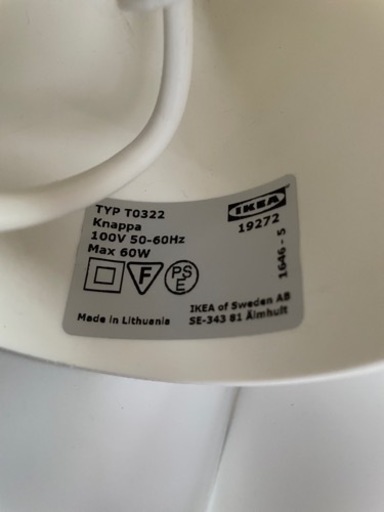 TYP T0322
Knappa
100V 50-60Hz
Max 60W
F
PS
E
Made in Lithuania
IKEA
19272
1646 - 5
IKEA of Sweden AB
SE-343 81 Älmhult